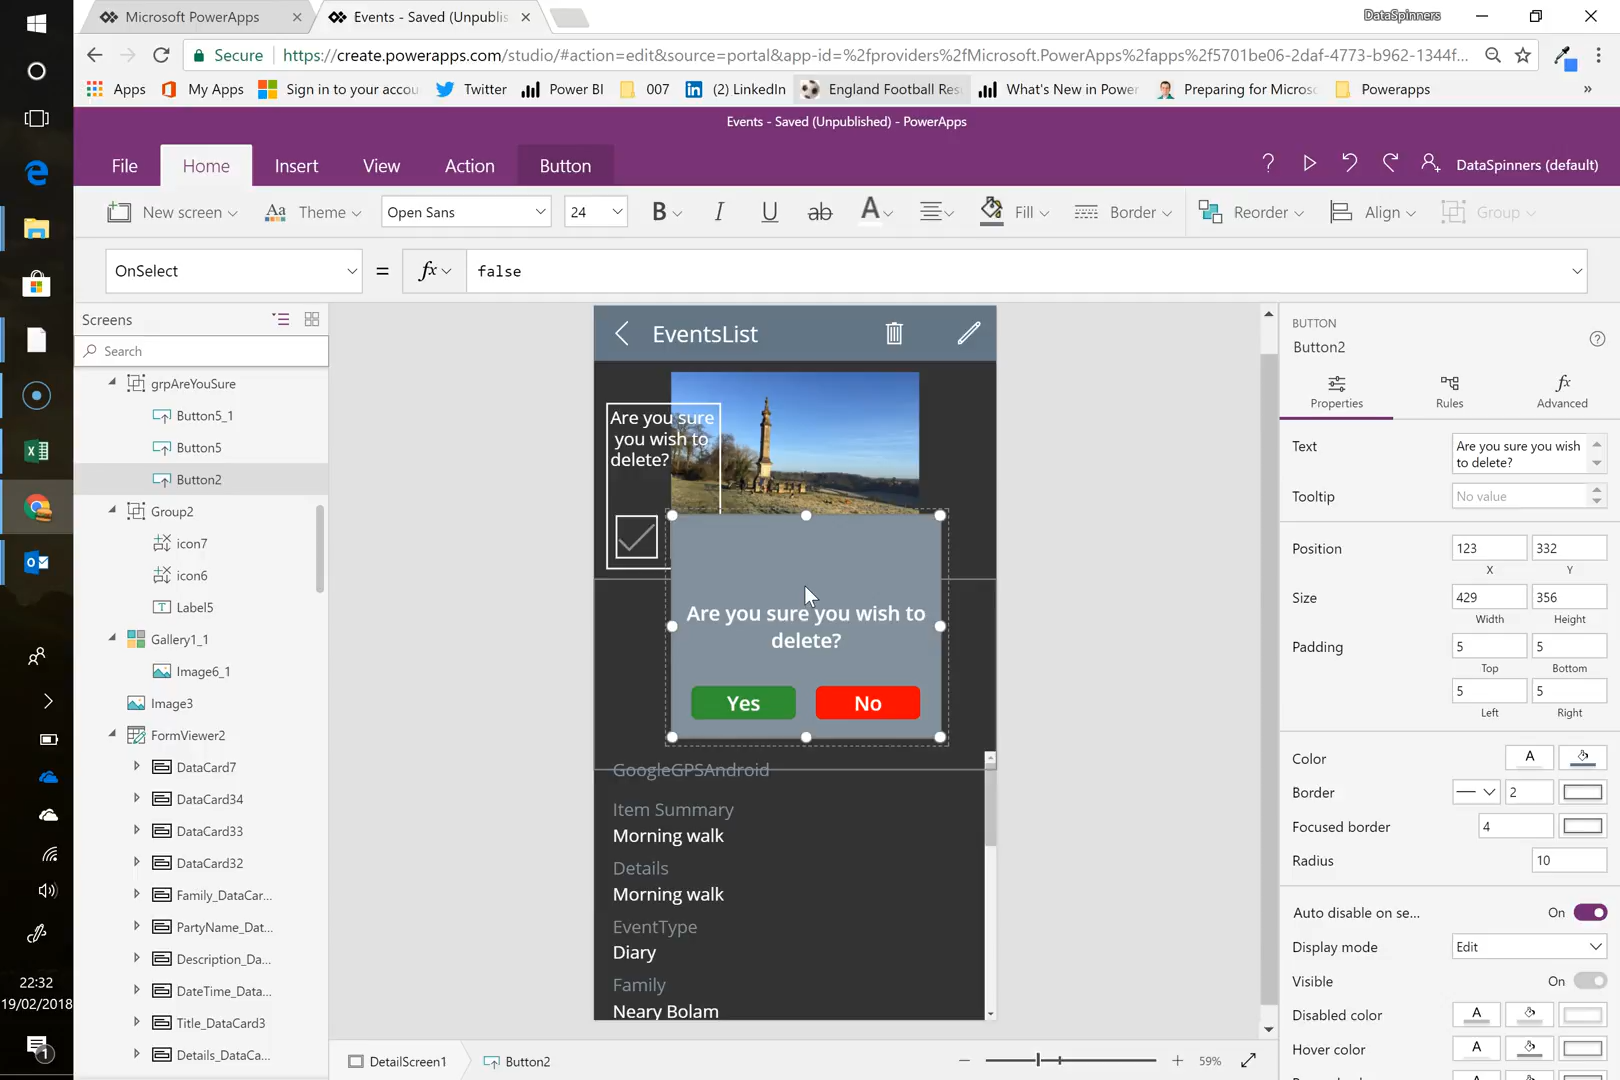 Microsoft PowerApps
Events - Saved (Unpublis
DataSpinners
Secure
https://create.powerapps.com/studio/#action=edit&source=portal&app-id=%2fproviders%2fMicrosoft.PowerApps%2fapps%2f5701be06-2daf-4773-b962-1344f...
Apps
My Apps
Sign in to your accou
Twitter
Power BI
007
(2) LinkedIn
England Football Res
What's New in Power
Preparing for Micros
Powerapps
»
Events - Saved (Unpublished) - PowerApps
File
Home
Insert
View
Action
Button
?
DataSpinners (default)
New screen
Theme
Open Sans
24
B
I
U
ab
A
Fill
Border
Reorder
Align
Group
OnSelect
=
fx
false
Screens
Search
grpAreYouSure
Button5_1
Button5
Button2
Group2
icon7
icon6
Label5
Gallery1_1
Image6_1
Image3
FormViewer2
DataCard7
DataCard34
DataCard33
DataCard32
Family_DataCar...
PartyName_Dat...
Description_Da...
DateTime_Data...
Title_DataCard3
Details_DataCa...
EventsList
Are you sure
you wish to
delete?
Are you sure you wish to
delete?
Yes
No
GoogleGPSAndroid
Item Summary
Morning walk
Details
Morning walk
EventType
Diary
Family
Neary Bolam
BUTTON
Button2
Properties
Rules
fx
Advanced
Text
Are you sure you wish
to delete?
Tooltip
No value
Position
123
332
X
Y
Size
429
356
Width
Height
Padding
5
5
Top
Bottom
5
5
Left
Right
Color
A
Border
2
Focused border
4
Radius
10
Auto disable on se...
On
Display mode
Edit
Visible
On
Disabled color
A
Hover color
A
DetailScreen1
Button2
59%
22:32
19/02/2018
1